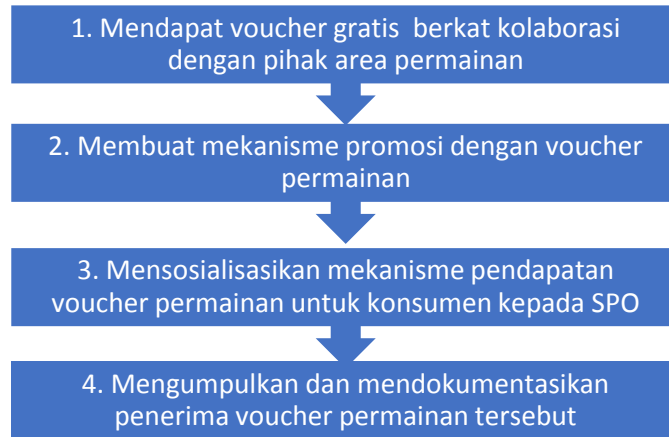 1. Mendapat voucher gratis berkat kolaborasi
dengan pihak area permainan
2. Membuat mekanisme promosi dengan voucher
permainan
3. Mensosialisasikan mekanisme pendapatan
voucher permainan untuk konsumen kepada SPO
4. Mengumpulkan dan mendokumentasikan
penerima voucher permainan tersebut